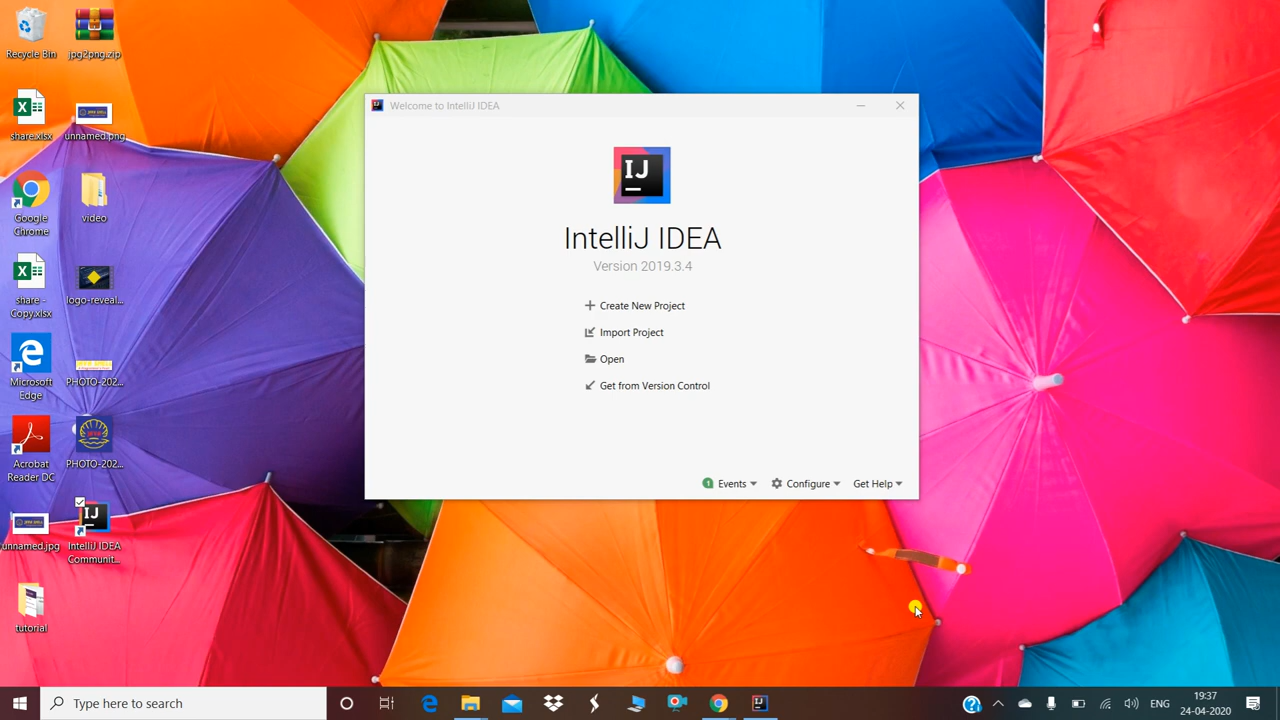 Recycle Bin
jpg2png.zip
share.xlsx
unnamed.png
Google
Chrome
video
share -
Copy.xlsx
logo-reveal...
Microsoft
Edge
PHOTO-202...
Acrobat
Reader DC
PHOTO-202...
unnamed.jpg
IntelliJ IDEA
Communit...
tutorial
Welcome to IntelliJ IDEA
IJ
IntelliJ IDEA
Version 2019.3.4
Create New Project
Import Project
Open
Get from Version Control
1 Events
Configure
Get Help
Type here to search
ENG
19:37
24-04-2020